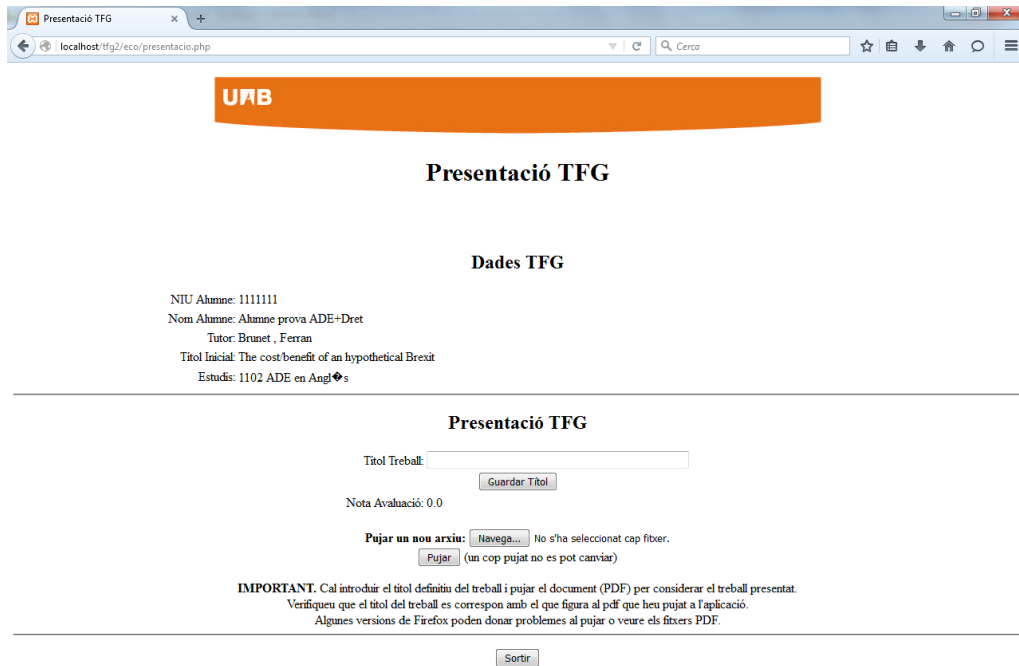 Presentació TFG
localhost/tfg2/eco/presentacio.php
Cerca
UAB
Presentació TFG
Dades TFG
NIU Alumne: 1111111
Nom Alumne: Alumne prova ADE+Dret
Tutor: Brunet , Ferran
Titol Inicial: The cost/benefit of an hypothetical Brexit
Estudis: 1102 ADE en Angl�s
Presentació TFG
Titol Treball:
Guardar Títol
Nota Avaluació: 0.0
Pujar un nou arxiu: Navega... No s'ha seleccionat cap fitxer.
Pujar (un cop pujat no es pot canviar)
IMPORTANT. Cal introduir el titol definitiu del treball i pujar el document (PDF) per considerar el treball presentat.
Verifiqueu que el titol del treball es correspon amb el que figura al pdf que heu pujat a l'aplicació.
Algunes versions de Firefox poden donar problemes al pujar o veure els fitxers PDF.
Sortir